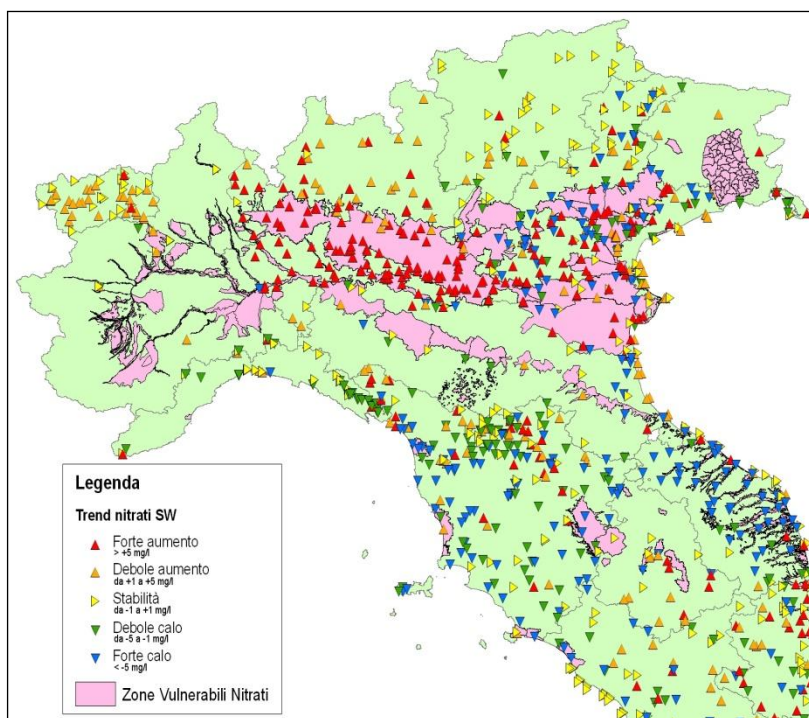 Legenda
Trend nitrati SW
Forte aumento
> +5 mg/l
Debole aumento
da +1 a +5 mg/l
Stabilità
da -1 a +1 mg/l
Debole calo
da -5 a -1 mg/l
Forte calo
< -5 mg/l
Zone Vulnerabili Nitrati